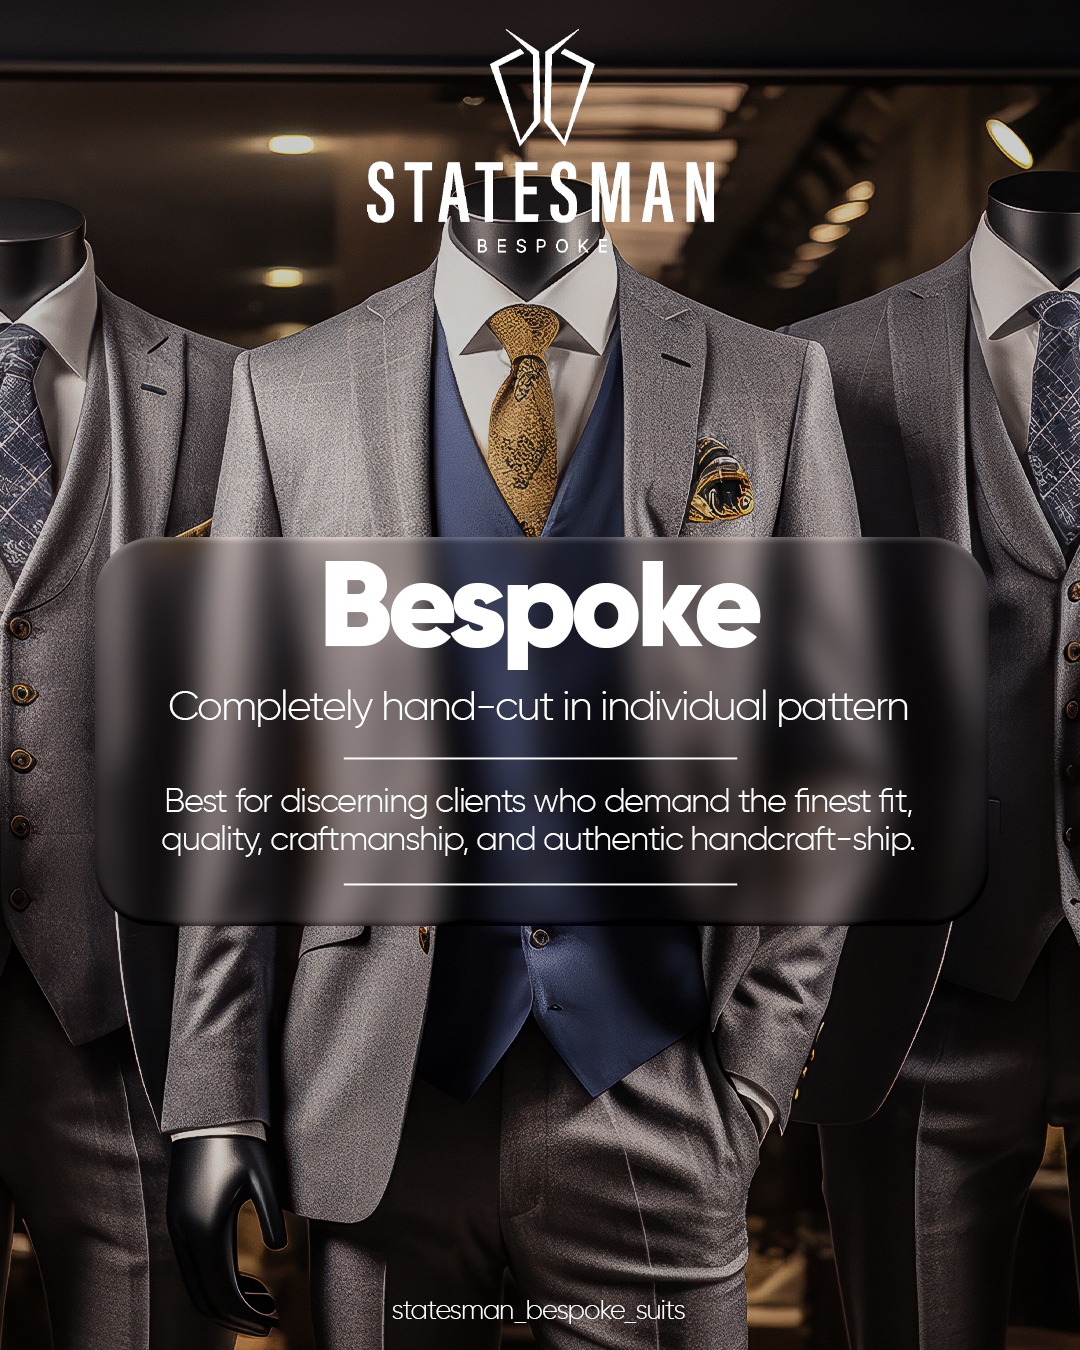 STATESMAN
BESPOKE
Bespoke
Completely hand-cut in individual pattern
Best for discerning clients who demand the finest fit,
quality, craftmanship, and authentic handcraft-ship.
statesman_bespoke_suits